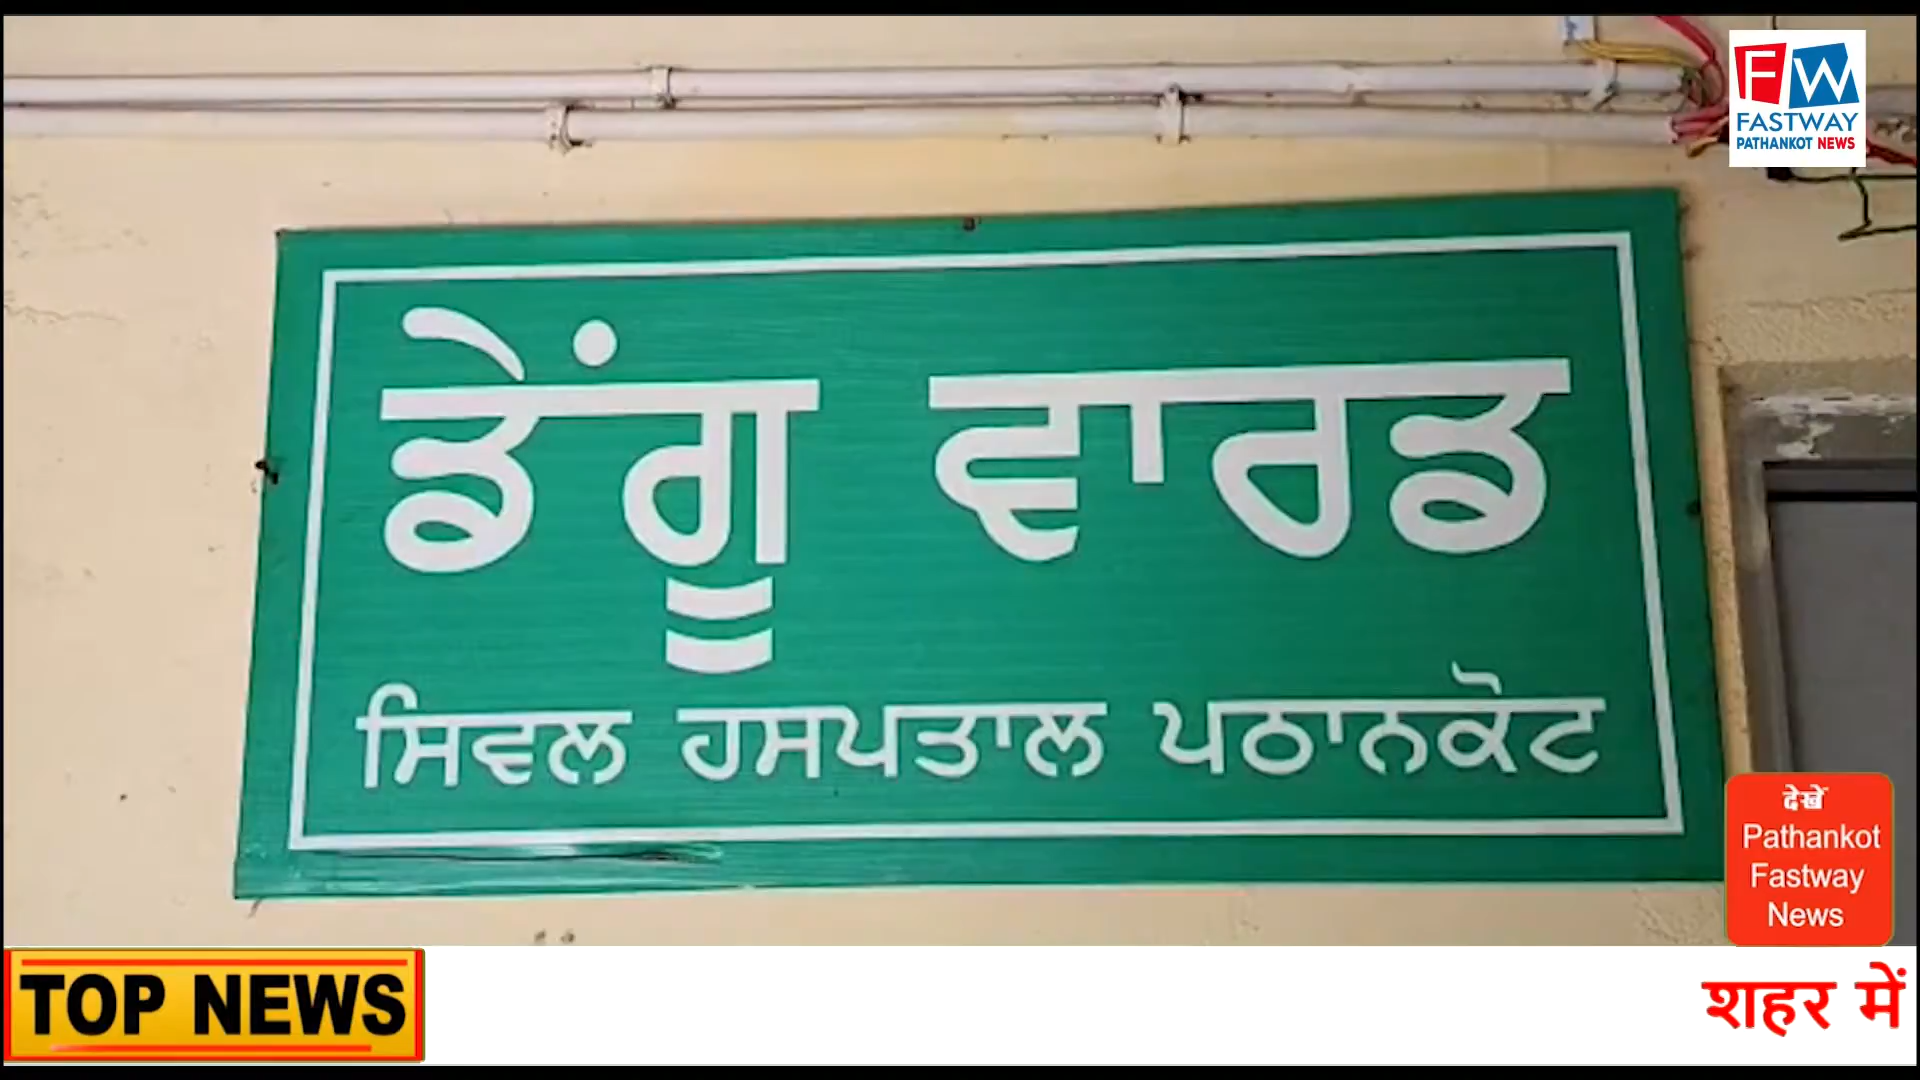 FW
FASTWAY
PATHANKOT NEWS
ਡੇਂਗੂ ਵਾਰਡ
ਸਿਵਲ ਹਸਪਤਾਲ ਪਠਾਨਕੋਟ
देखें
Pathankot
Fastway
News
TOP NEWS
शहर में